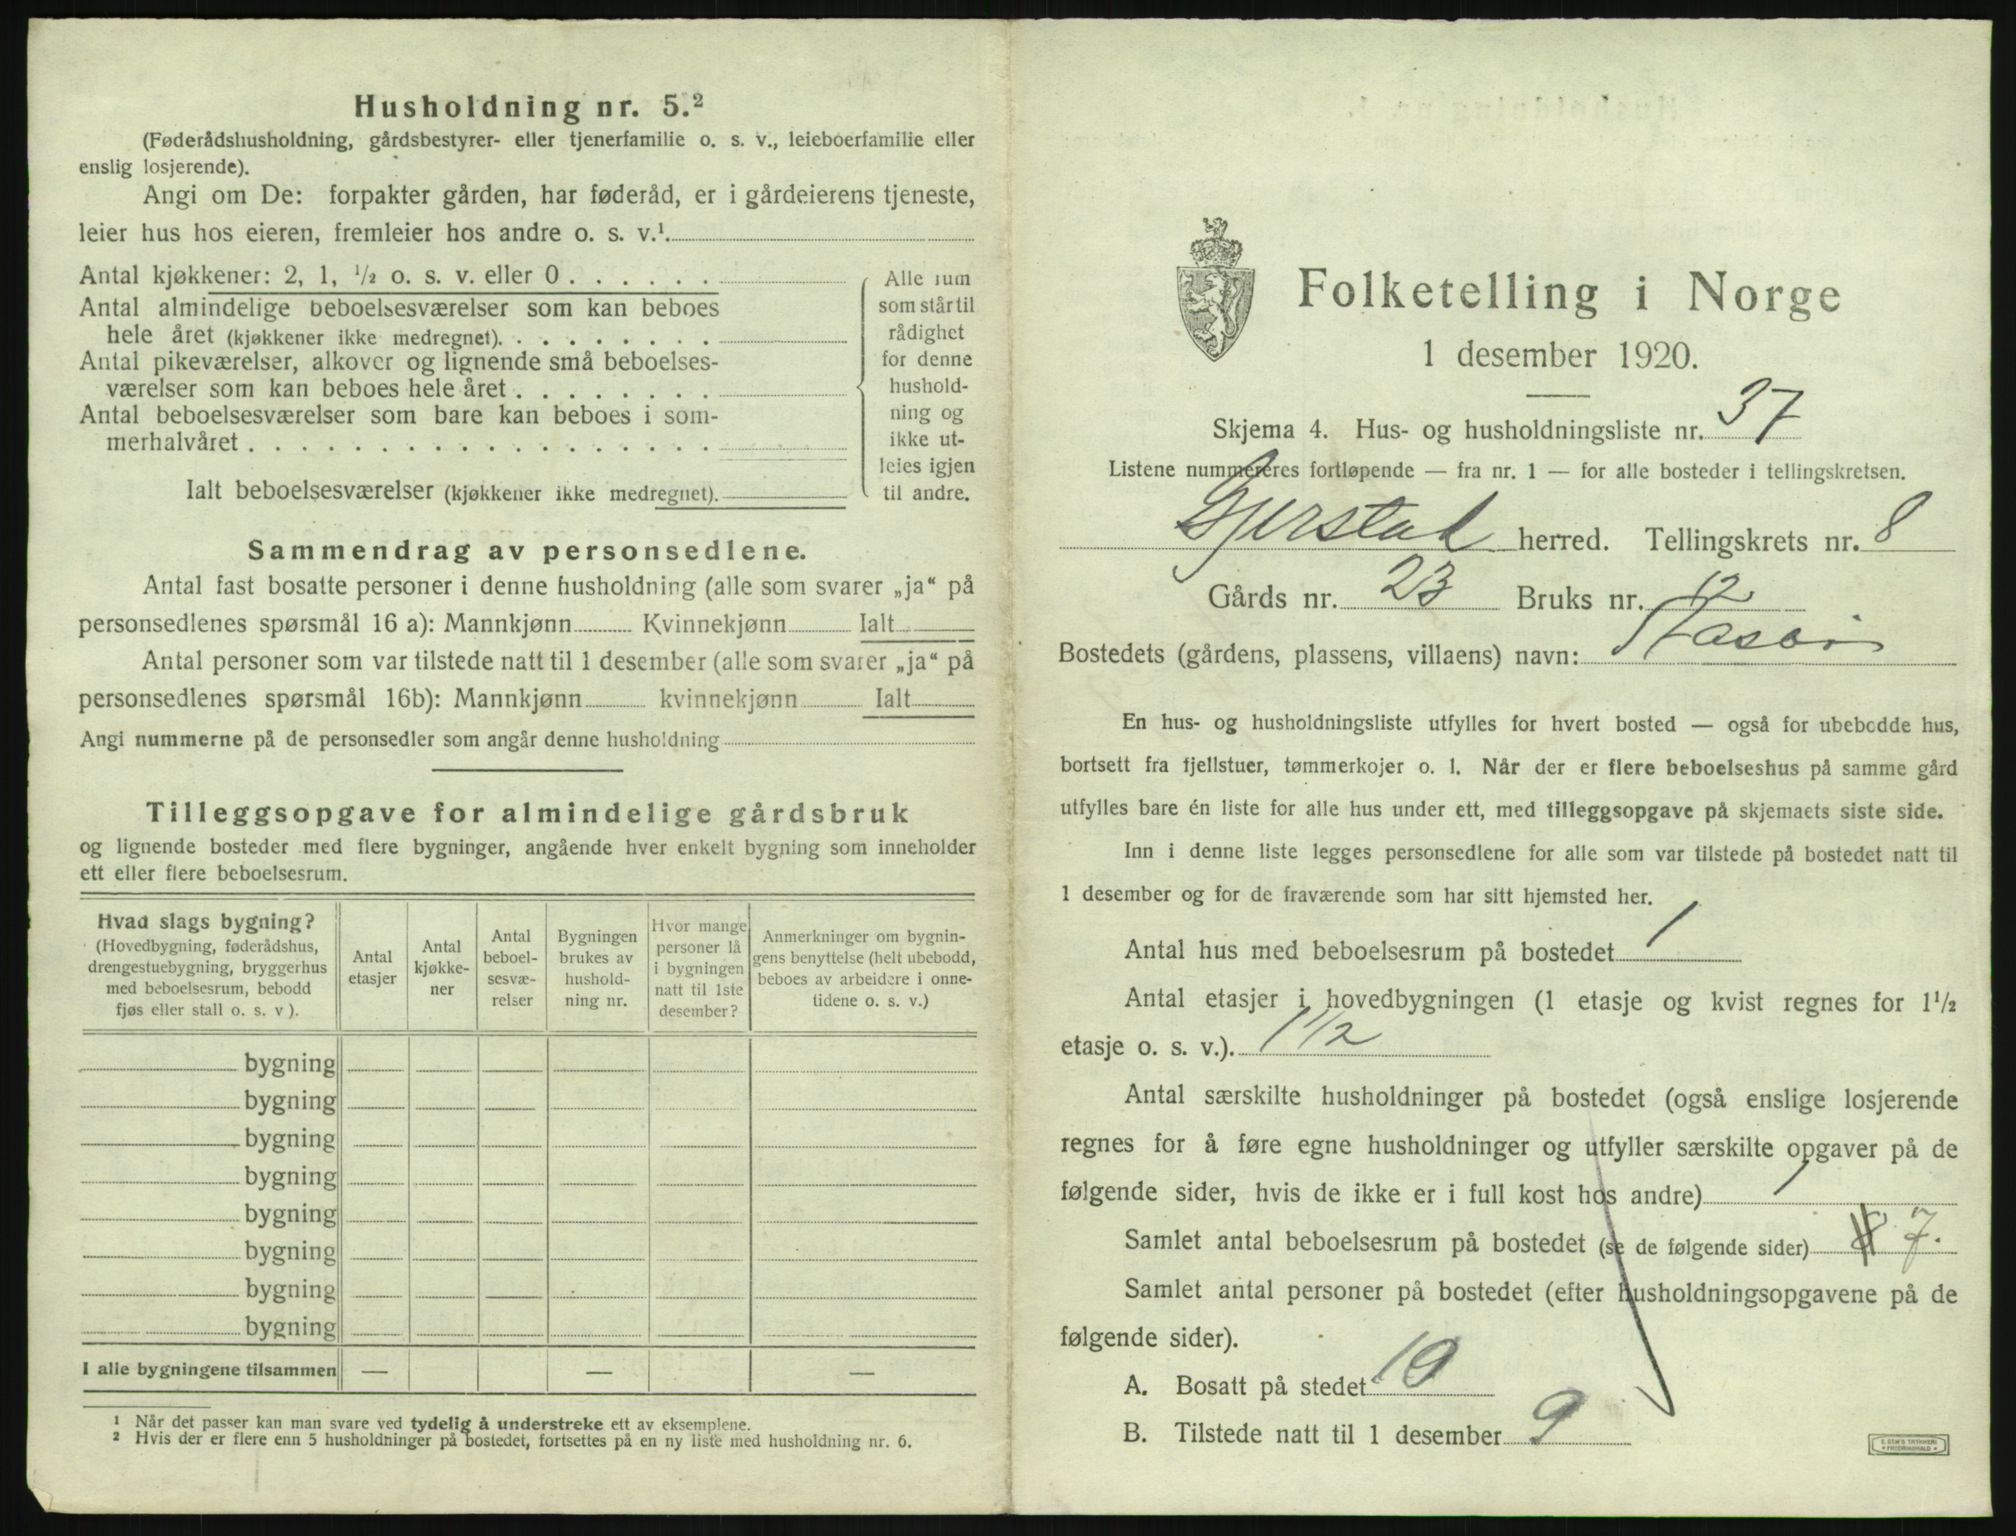 Husholdning nr. 5.²
(Føderådshusholdning, gårdsbestyrer- eller tjenerfamilie o. s. v., leieboerfamilie eller
enslig losjerende).
Angi om De: forpakter gården, har føderåd, er i gårdeierens tjeneste,
leier hus hos eieren, fremleier hos andre o. s. v.¹.
Antal kjøkkener: 2, 1, ½ o. s. v. eller 0 . . . . . .
Antal almindelige beboelsesværelser som kan beboes
hele året (kjøkkener ikke medregnet). . . . . . . . .
Antal pikeværelser, alkover og lignende små beboelses-
værelser som kan beboes hele året . . . . . . . .
Antal beboelsesværelser som bare kan beboes i som-
merhalvåret . . . . . . . . . . . . . . . . . .
Ialt beboelsesværelser (kjøkkener ikke medregnet).
Alle rum
som står til
rådighet
for denne
hushold-
ning og
ikke ut-
leies igjen
til andre.
Sammendrag av personsedlene.
Antal fast bosatte personer i denne husholdning (alle som svarer „ja“ på
personsedlenes spørsmål 16 a): Mannkjønn Kvinnekjønn Ialt
Antal personer som var tilstede natt til 1 desember (alle som svarer „ja“ på
personsedlenes spørsmål 16b): Mannkjønn kvinnekjønn Ialt
Angi nummerne på de personsedler som angår denne husholdning
Tilleggsopgave for almindelige gårdsbruk
og lignende bosteder med flere bygninger, angående hver enkelt bygning som inneholder
ett eller flere beboelsesrum.
Hvad slags bygning?
(Hovedbygning, føderådshus,
drengestuebygning, bryggerhus
med beboelsesrum, bebodd
fjøs eller stall o. s. v ).
Antal
etasjer
Antal
kjøkke-
ner
Antal
beboel-
sesvæ-
relser
Bygningen
brukes av
hushold-
ning nr.
Hvor mange
personer lå
i bygningen
natt til 1ste
desember?
Anmerkninger om bygnin-
gens benyttelse (helt ubebodd,
beboes av arbeidere i onne-
tidene o. s. v.)
bygning
bygning
bygning
bygning
bygning
bygning
bygning
bygning
I alle bygningene tilsammen — — —
¹ Når det passer kan man svare ved tydelig å understreke ett av eksemplene.
² Hvis der er flere enn 5 husholdninger på bostedet, fortsettes på en ny liste med husholdning nr. 6.
Folketelling i Norge
1 desember 1920.
Skjema 4. Hus- og husholdningsliste nr. 37
Listene nummereres fortløpende — fra nr. 1 — for alle bosteder i tellingskretsen.
Gjerstad herred. Tellingskrets nr. 8
Gårds nr. 23 Bruks nr. 12
Bostedets (gårdens, plassens, villaens) navn:
En hus- og husholdningsliste utfylles for hvert bosted — også for ubebodde hus,
bortsett fra fjellstuer, tømmerkojer o. l. Når der er flere beboelseshus på samme gård
utfylles bare én liste for alle hus under ett, med tilleggsopgave på skjemaets siste side.
Inn i denne liste legges personsedlene for alle som var tilstede på bostedet natt til
1 desember og for de fraværende som har sitt hjemsted her.
Antal hus med beboelsesrum på bostedet 1
Antal etasjer i hovedbygningen (1 etasje og kvist regnes for 1½
etasje o. s. v.). 1 1/2
Antal særskilte husholdninger på bostedet (også enslige losjerende
regnes for å føre egne husholdninger og utfyller særskilte opgaver på de
følgende sider, hvis de ikke er i full kost hos andre) 1
Samlet antal beboelsesrum på bostedet (se de følgende sider) 8 7.
Samlet antal personer på bostedet (efter husholdningsopgavene på de
følgende sider).
A. Bosatt på stedet 10
B. Tilstede natt til 1 desember 9